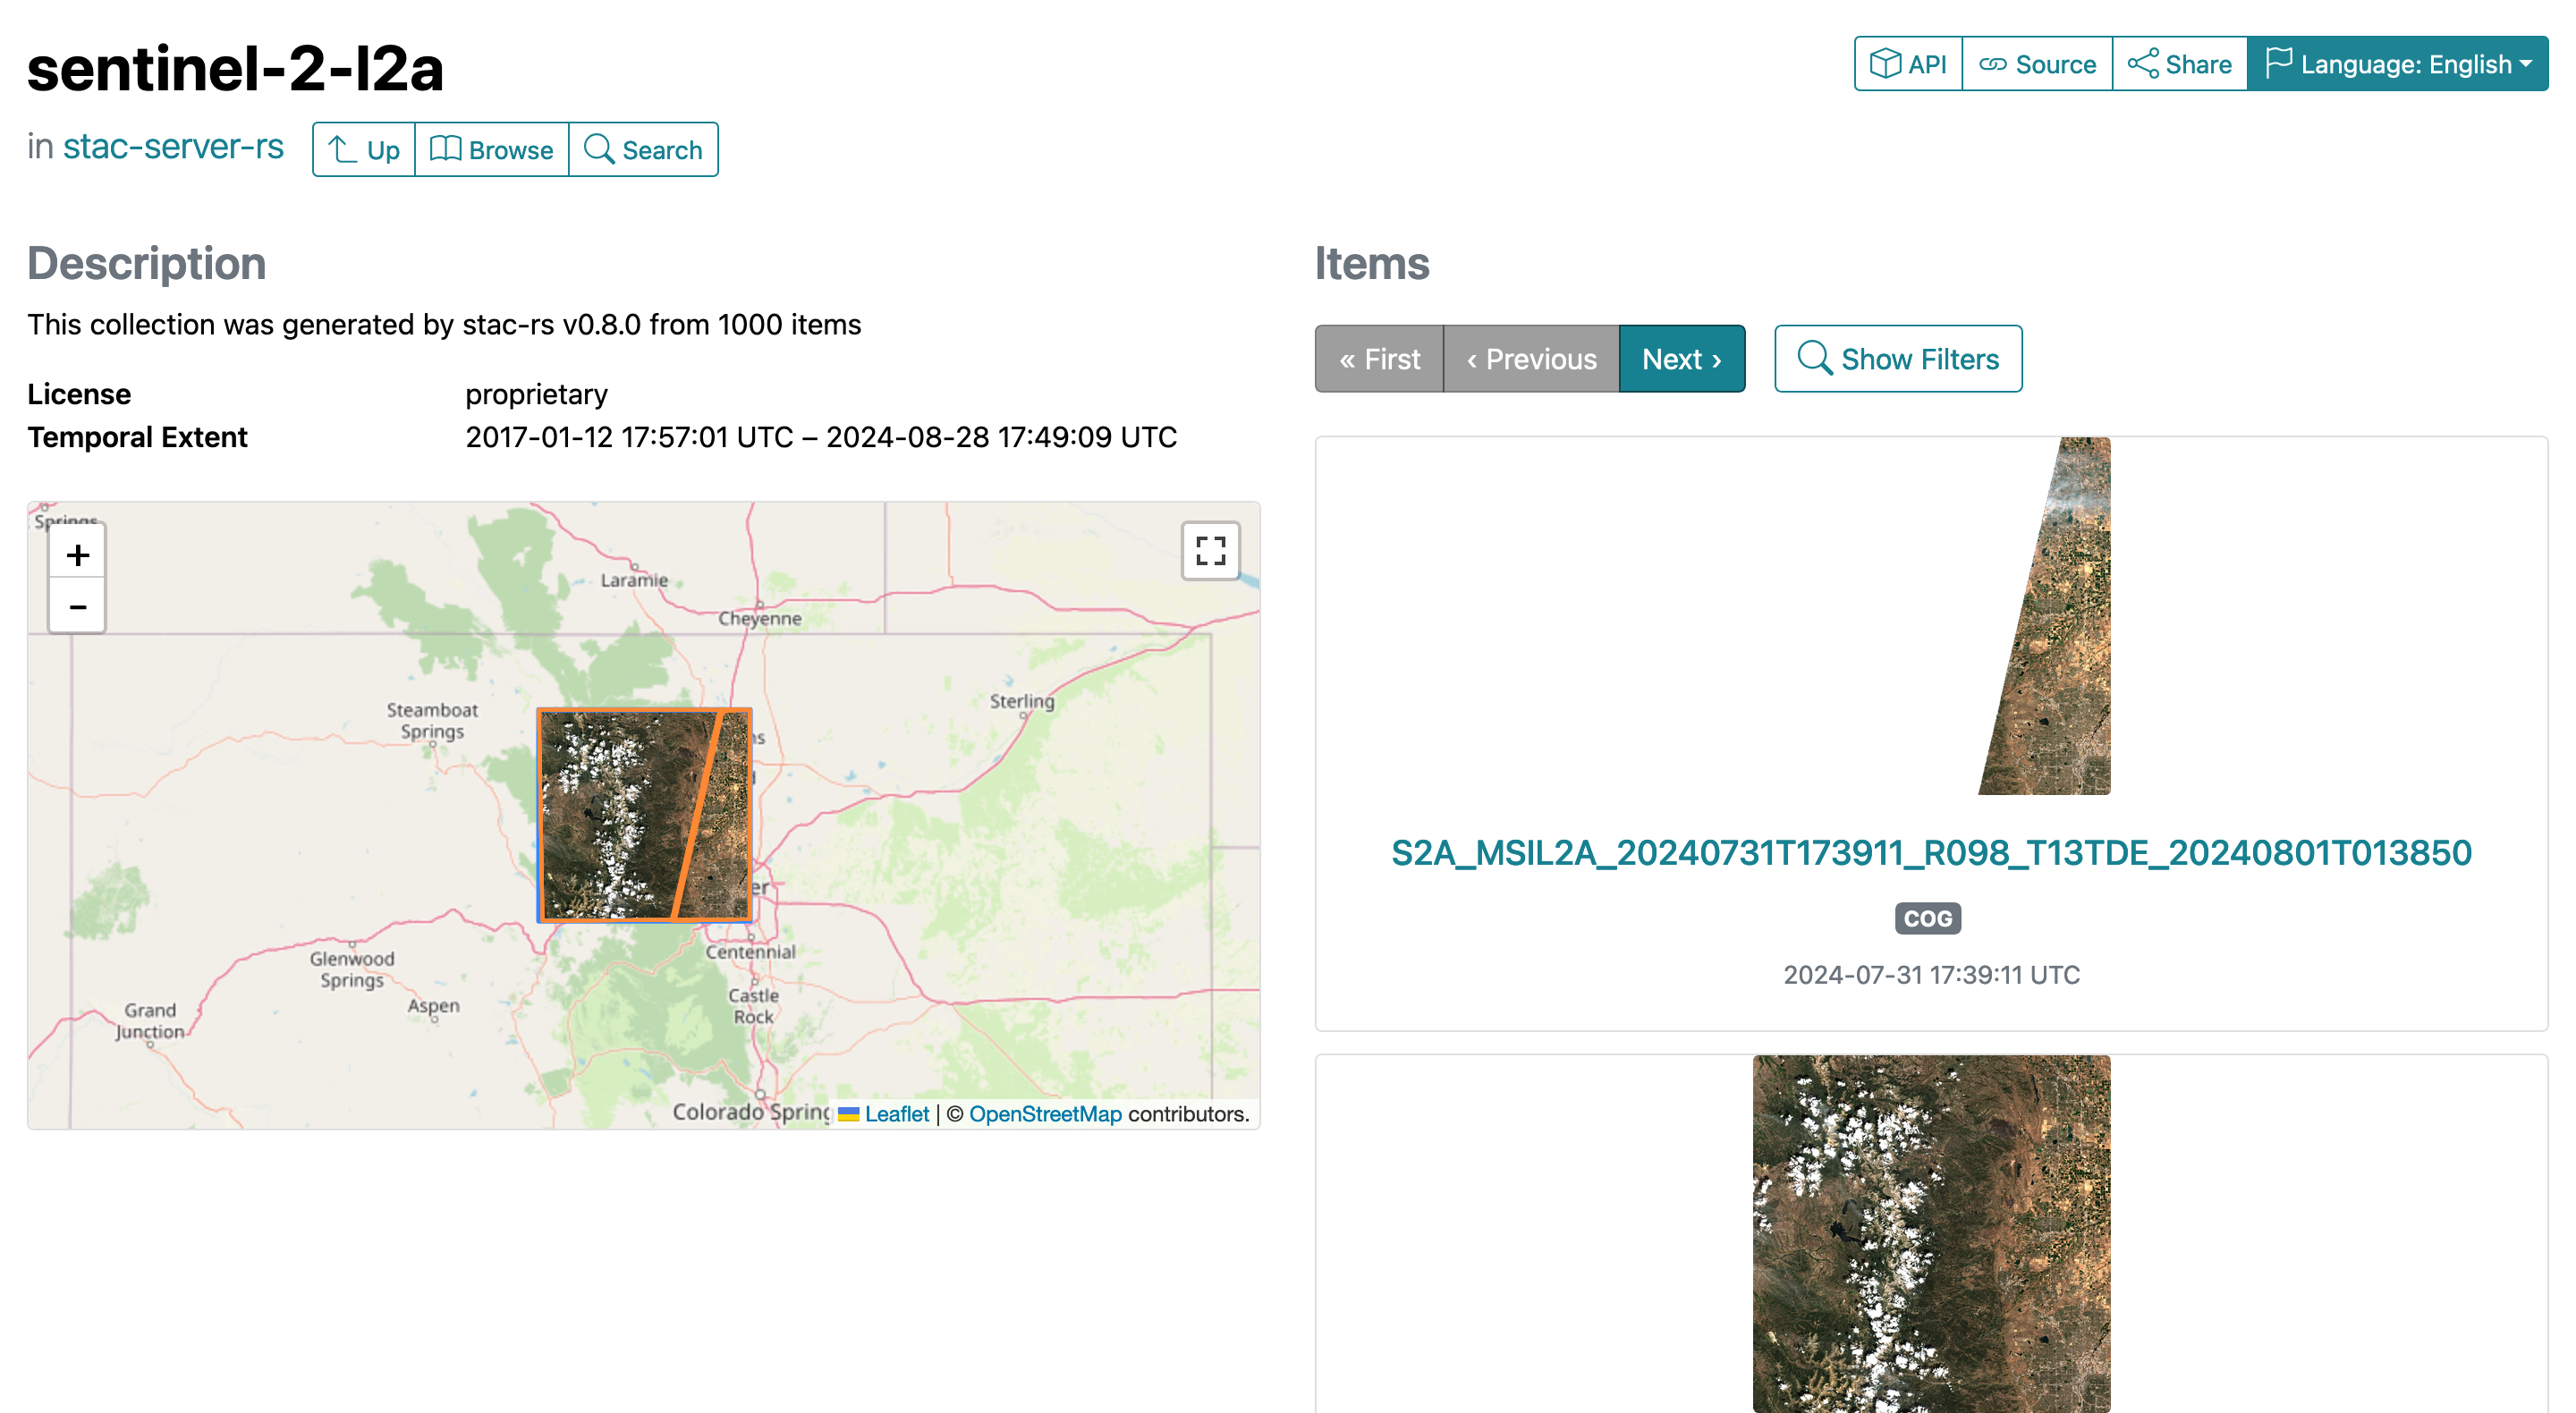 sentinel-2-l2a
API
Source
Share
Language: English
in stac-server-rs
Up
Browse
Search
Description
This collection was generated by stac-rs v0.8.0 from 1000 items
License proprietary
Temporal Extent 2017-01-12 17:57:01 UTC – 2024-08-28 17:49:09 UTC
Springs
+
−
Laramie
Cheyenne
Steamboat
Springs
Sterling
Centennial
Glenwood
Springs
Castle
Rock
Aspen
Grand
Junction
Colorado Spring
Leaflet | © OpenStreetMap contributors.
Items
« First
‹ Previous
Next ›
Show Filters
S2A_MSIL2A_20240731T173911_R098_T13TDE_20240801T013850
COG
2024-07-31 17:39:11 UTC